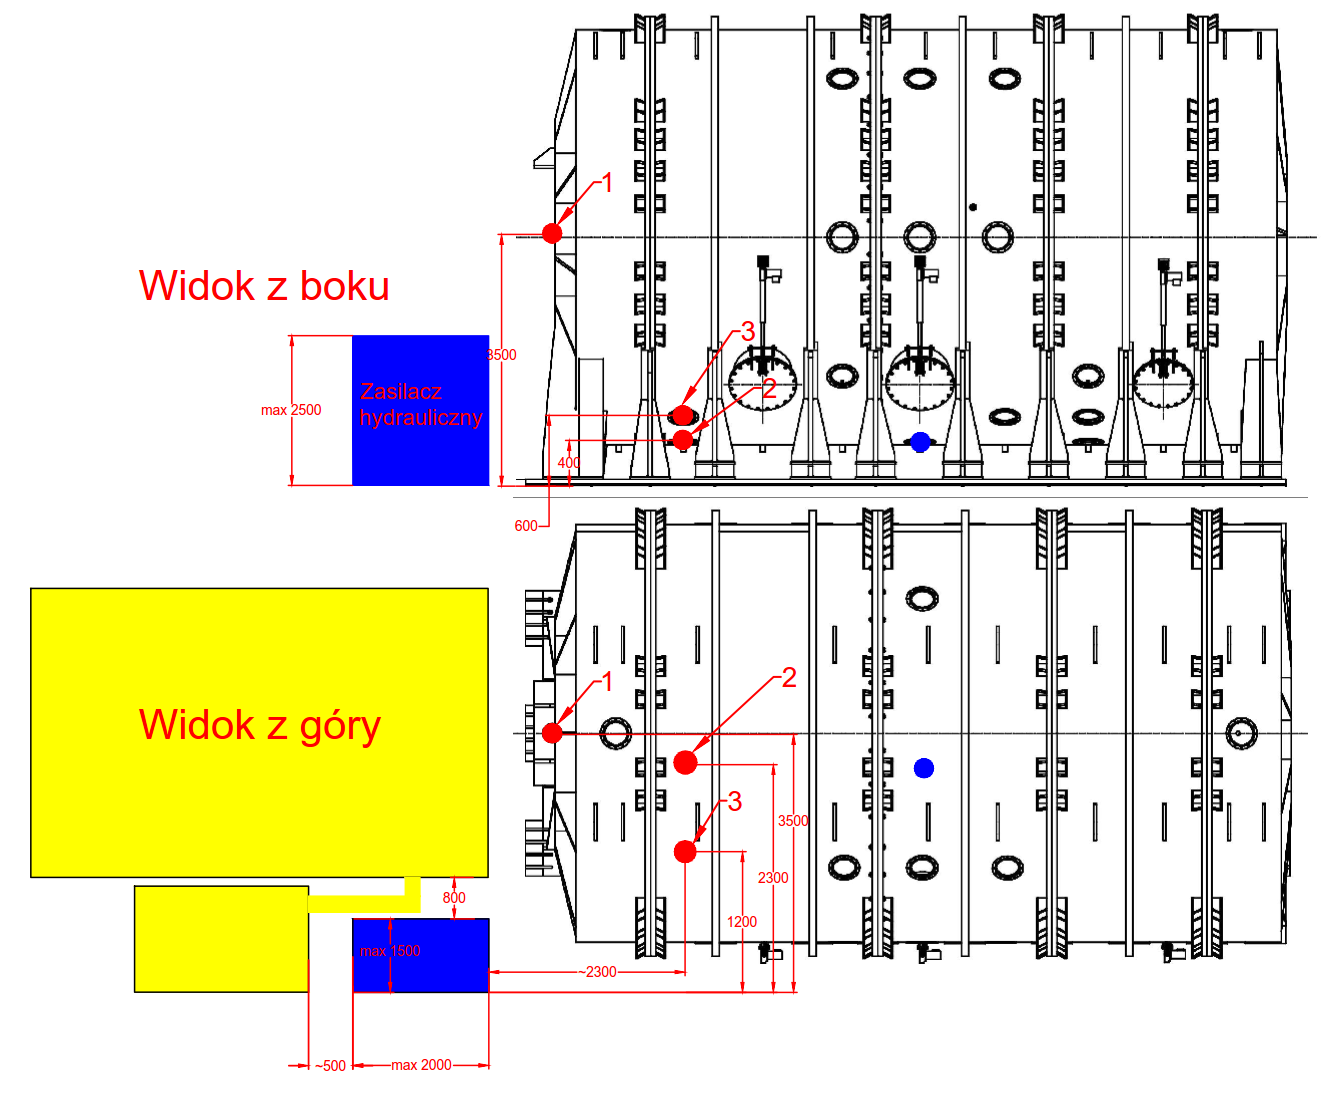 1
Widok z boku
3500
3
Zasilacz
hydrauliczny
2
max 2500
400
600
1
2
Widok z góry
3
3500
2300
800
1200
max 1500
~2300
~500
max 2000